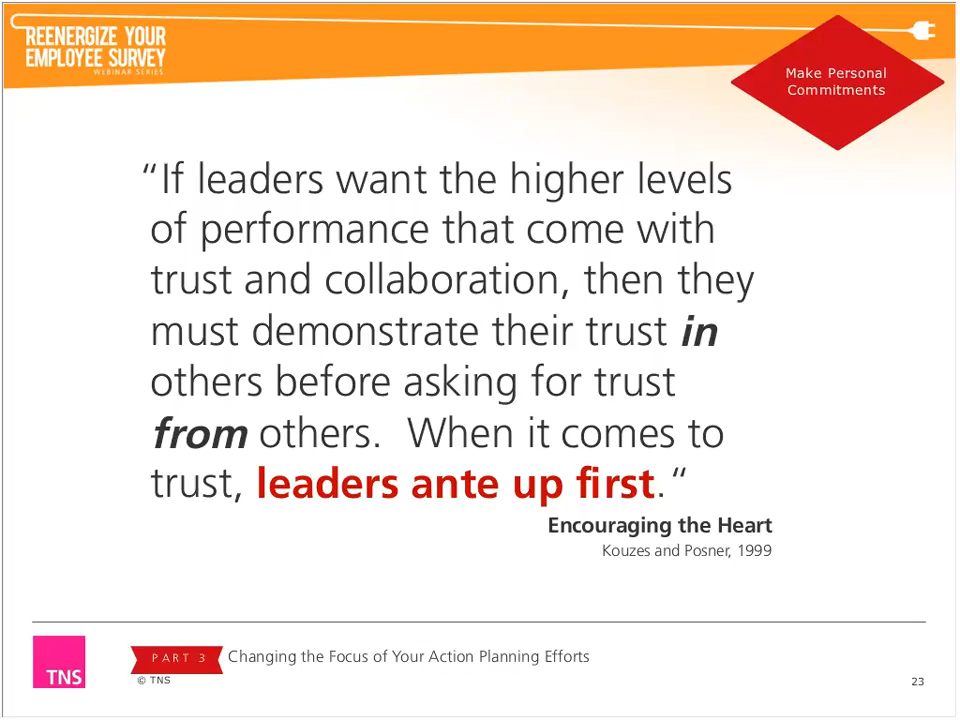 REENERGIZE YOUR
EMPLOYEE SURVEY
WEBINAR SERIES
Make Personal
Commitments
“If leaders want the higher levels
of performance that come with
trust and collaboration, then they
must demonstrate their trust in
others before asking for trust
from others.  When it comes to
trust, leaders ante up first.“
Encouraging the Heart
Kouzes and Posner, 1999
TNS
PART 3
Changing the Focus of Your Action Planning Efforts
© TNS
23